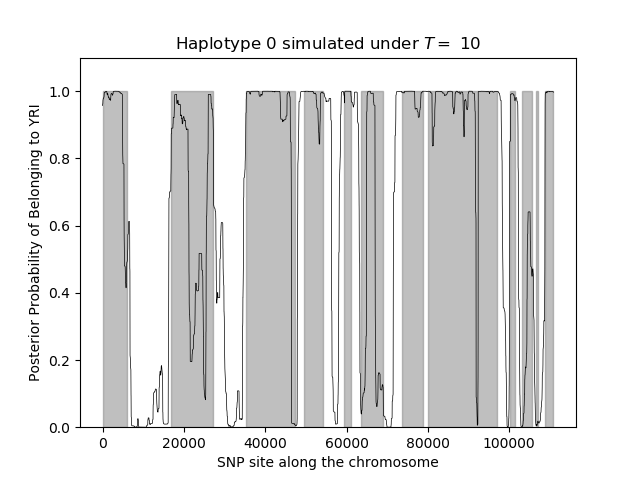 Haplotype 0 simulated under T = 10
Posterior Probability of Belonging to YRI
1.0
0.8
0.6
0.4
0.2
0.0
0 20000 40000 60000 80000 100000
SNP site along the chromosome